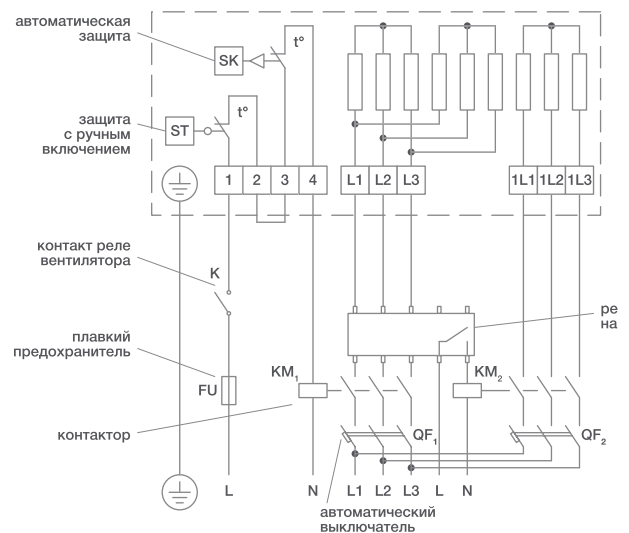 автоматическая
защита
SK
t°
t°
защита
с ручным
включением
ST
1 2 3 4 L1 L2 L3 1L1 1L2 1L3
контакт реле
вентилятора
K
ре
на
плавкий
предохранитель
FU
KM1
KM2
контактор
QF1
QF2
L N L1 L2 L3 L N
автоматический
выключатель